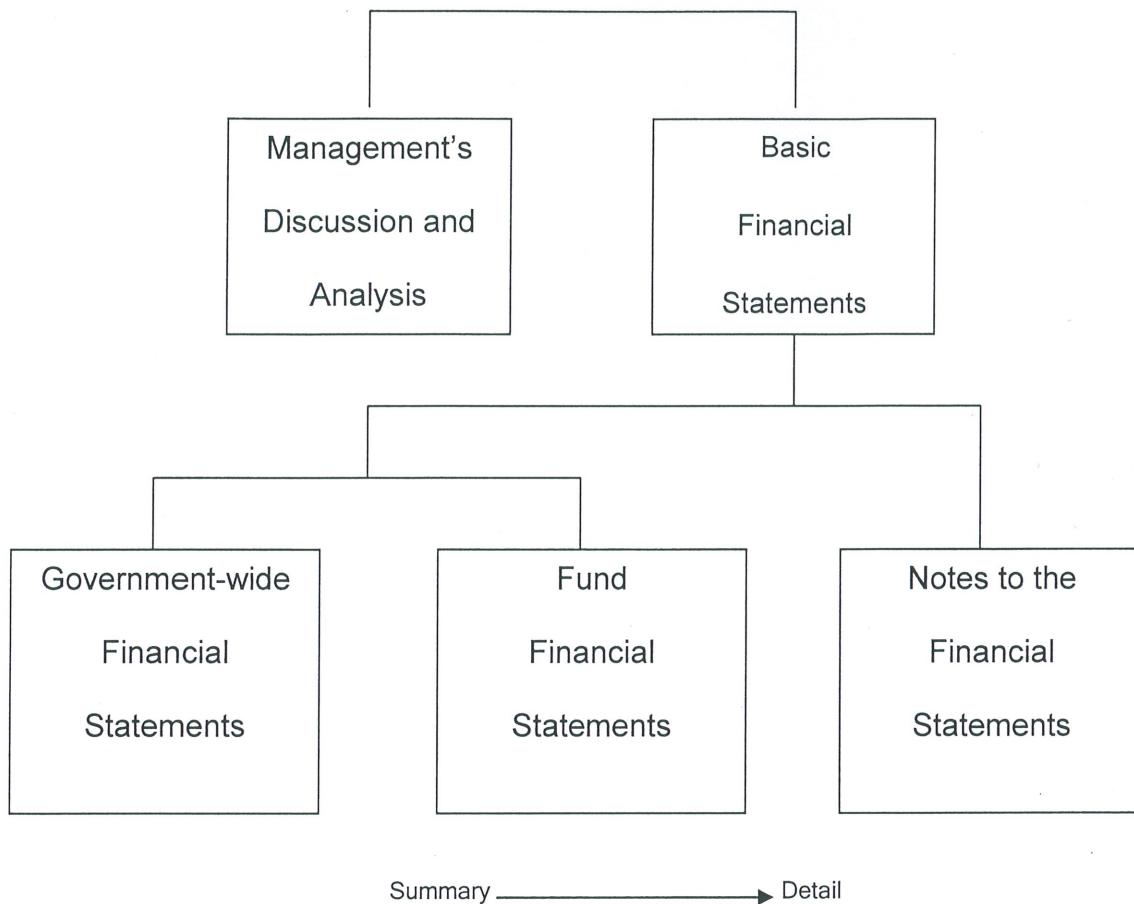 Management's
Discussion and
Analysis
Basic
Financial
Statements
Government-wide
Financial
Statements
Fund
Financial
Statements
Notes to the
Financial
Statements
Summary
Detail